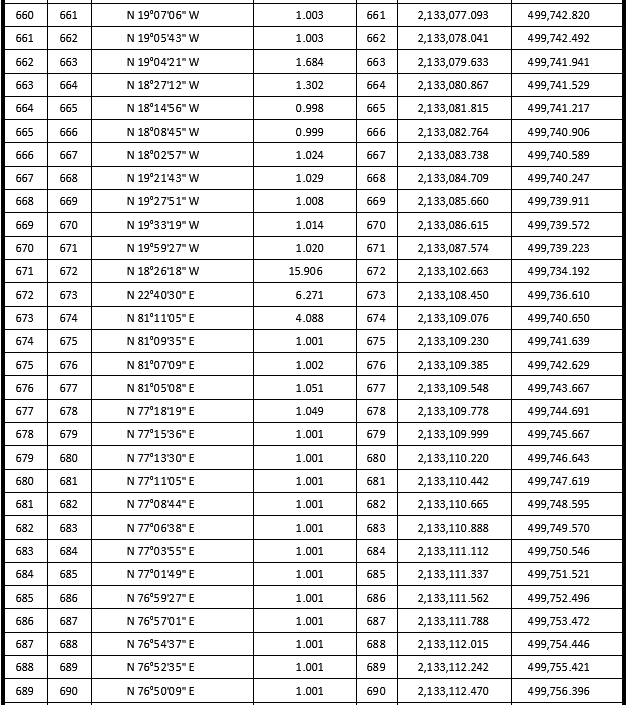 660 661 N 19°07'06" W 1.003 661 2,133,077.093 499,742.820
661 662 N 19°05'43" W 1.003 662 2,133,078.041 499,742.492
662 663 N 19°04'21" W 1.684 663 2,133,079.633 499,741.941
663 664 N 18°27'12" W 1.302 664 2,133,080.867 499,741.529
664 665 N 18°14'56" W 0.998 665 2,133,081.815 499,741.217
665 666 N 18°08'45" W 0.999 666 2,133,082.764 499,740.906
666 667 N 18°02'57" W 1.024 667 2,133,083.738 499,740.589
667 668 N 19°21'43" W 1.029 668 2,133,084.709 499,740.247
668 669 N 19°27'51" W 1.008 669 2,133,085.660 499,739.911
669 670 N 19°33'19" W 1.014 670 2,133,086.615 499,739.572
670 671 N 19°59'27" W 1.020 671 2,133,087.574 499,739.223
671 672 N 18°26'18" W 15.906 672 2,133,102.663 499,734.192
672 673 N 22°40'30" E 6.271 673 2,133,108.450 499,736.610
673 674 N 81°11'05" E 4.088 674 2,133,109.076 499,740.650
674 675 N 81°09'35" E 1.001 675 2,133,109.230 499,741.639
675 676 N 81°07'09" E 1.002 676 2,133,109.385 499,742.629
676 677 N 81°05'08" E 1.051 677 2,133,109.548 499,743.667
677 678 N 77°18'19" E 1.049 678 2,133,109.778 499,744.691
678 679 N 77°15'36" E 1.001 679 2,133,109.999 499,745.667
679 680 N 77°13'30" E 1.001 680 2,133,110.220 499,746.643
680 681 N 77°11'05" E 1.001 681 2,133,110.442 499,747.619
681 682 N 77°08'44" E 1.001 682 2,133,110.665 499,748.595
682 683 N 77°06'38" E 1.001 683 2,133,110.888 499,749.570
683 684 N 77°03'55" E 1.001 684 2,133,111.112 499,750.546
684 685 N 77°01'49" E 1.001 685 2,133,111.337 499,751.521
685 686 N 76°59'27" E 1.001 686 2,133,111.562 499,752.496
686 687 N 76°57'01" E 1.001 687 2,133,111.788 499,753.472
687 688 N 76°54'37" E 1.001 688 2,133,112.015 499,754.446
688 689 N 76°52'35" E 1.001 689 2,133,112.242 499,755.421
689 690 N 76°50'09" E 1.001 690 2,133,112.470 499,756.396